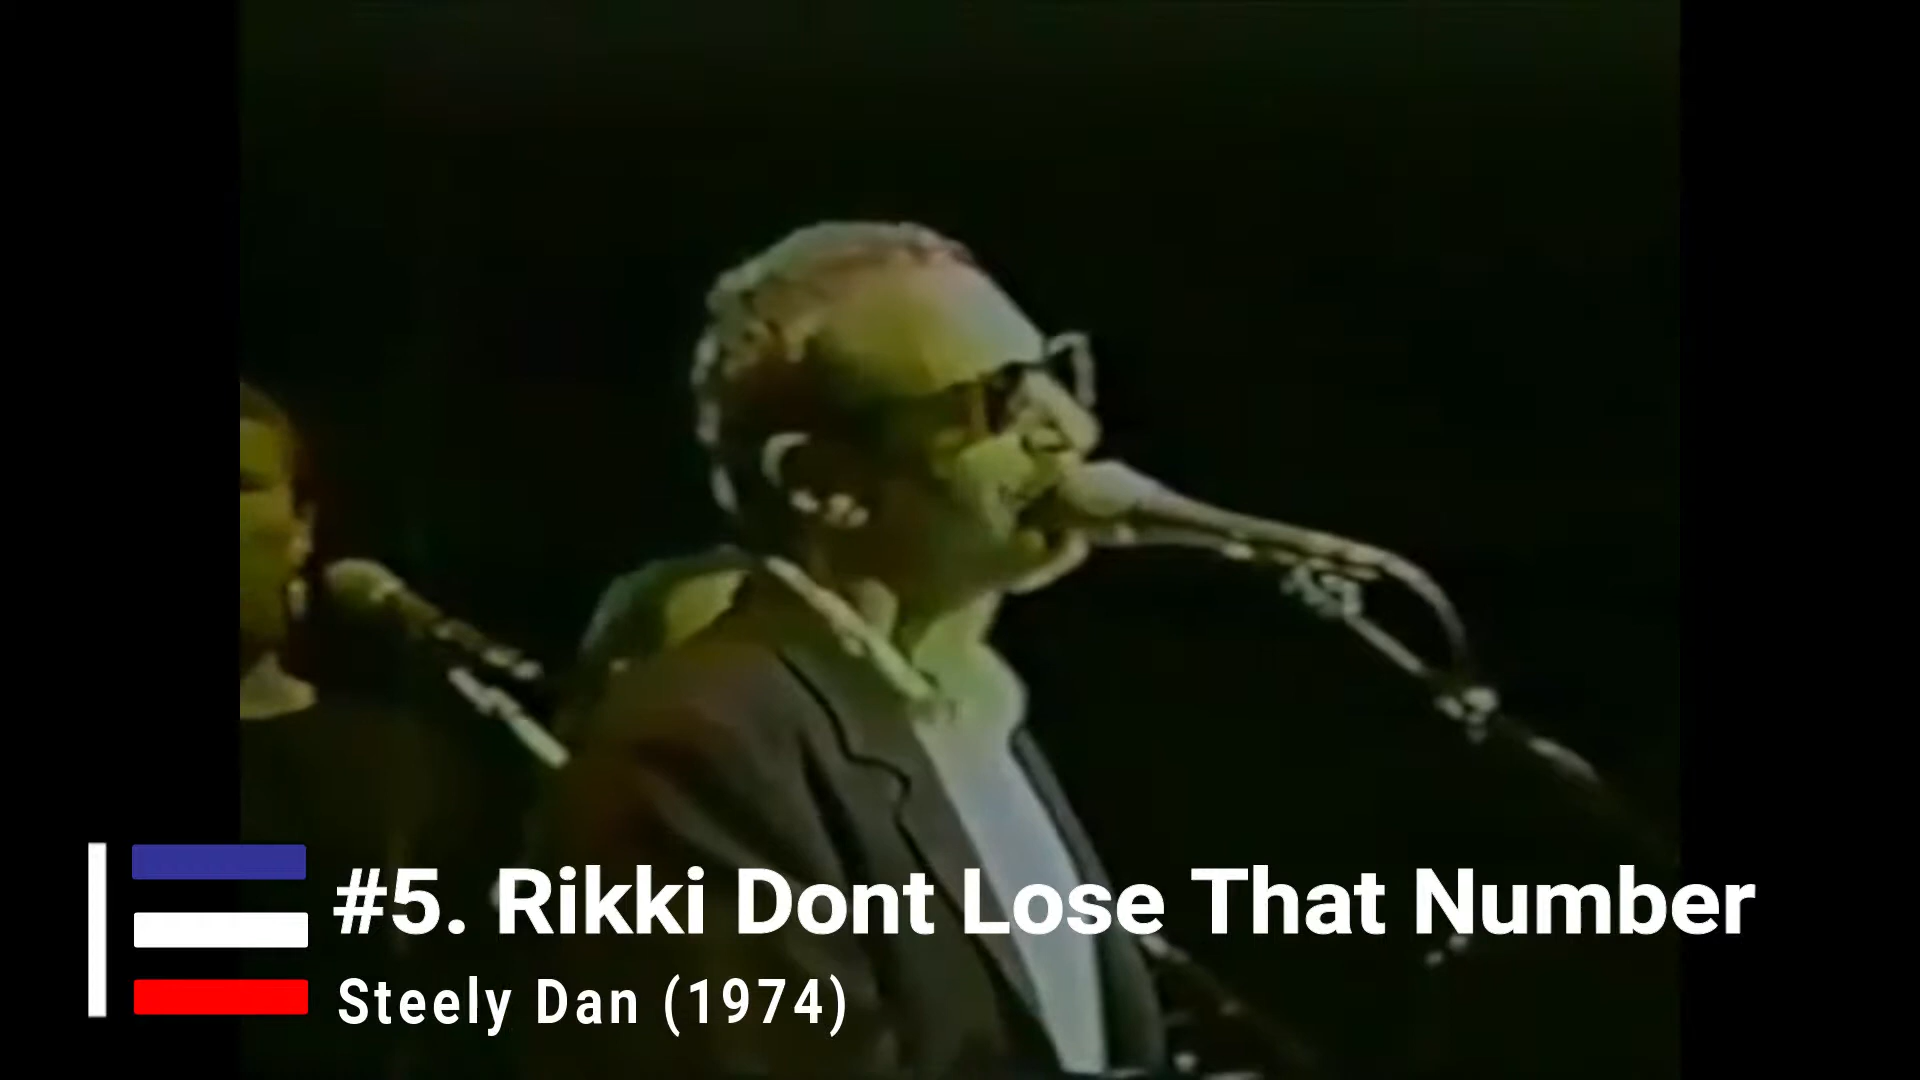 #5. Rikki Dont Lose That Number
Steely Dan (1974)